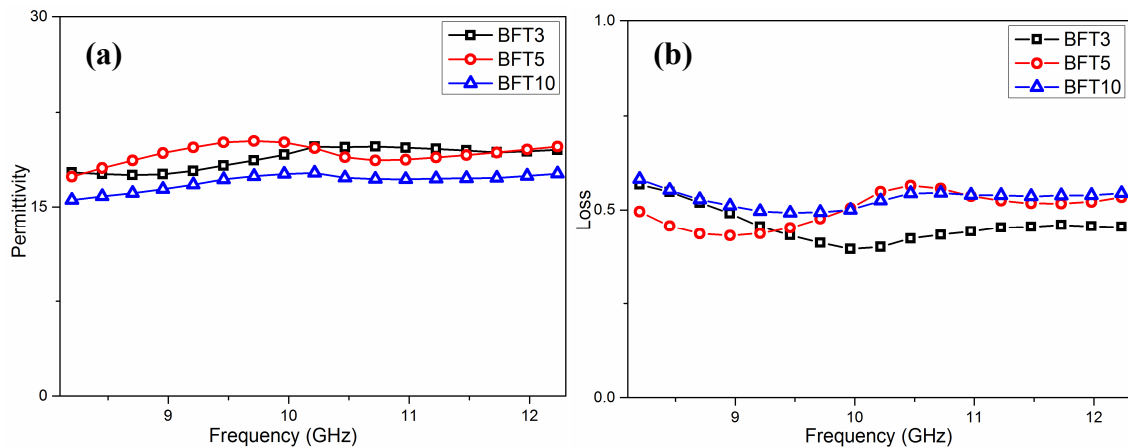 (a)
BFT3
BFT5
BFT10
30
15
0
Permittivity
9
10
11
12
Frequency (GHz)
(b)
BFT3
BFT5
BFT10
1.0
0.5
0.0
Loss
9
10
11
12
Frequency (GHz)